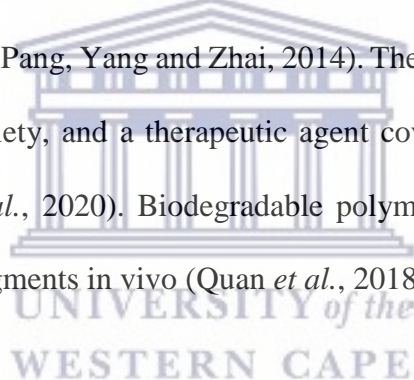 Pang, Yang and Zhai, 2014). The
iety, and a therapeutic agent cov
al., 2020). Biodegradable polym
gments in vivo (Quan et al., 2018
UNIVERSITY of the
WESTERN CAPE